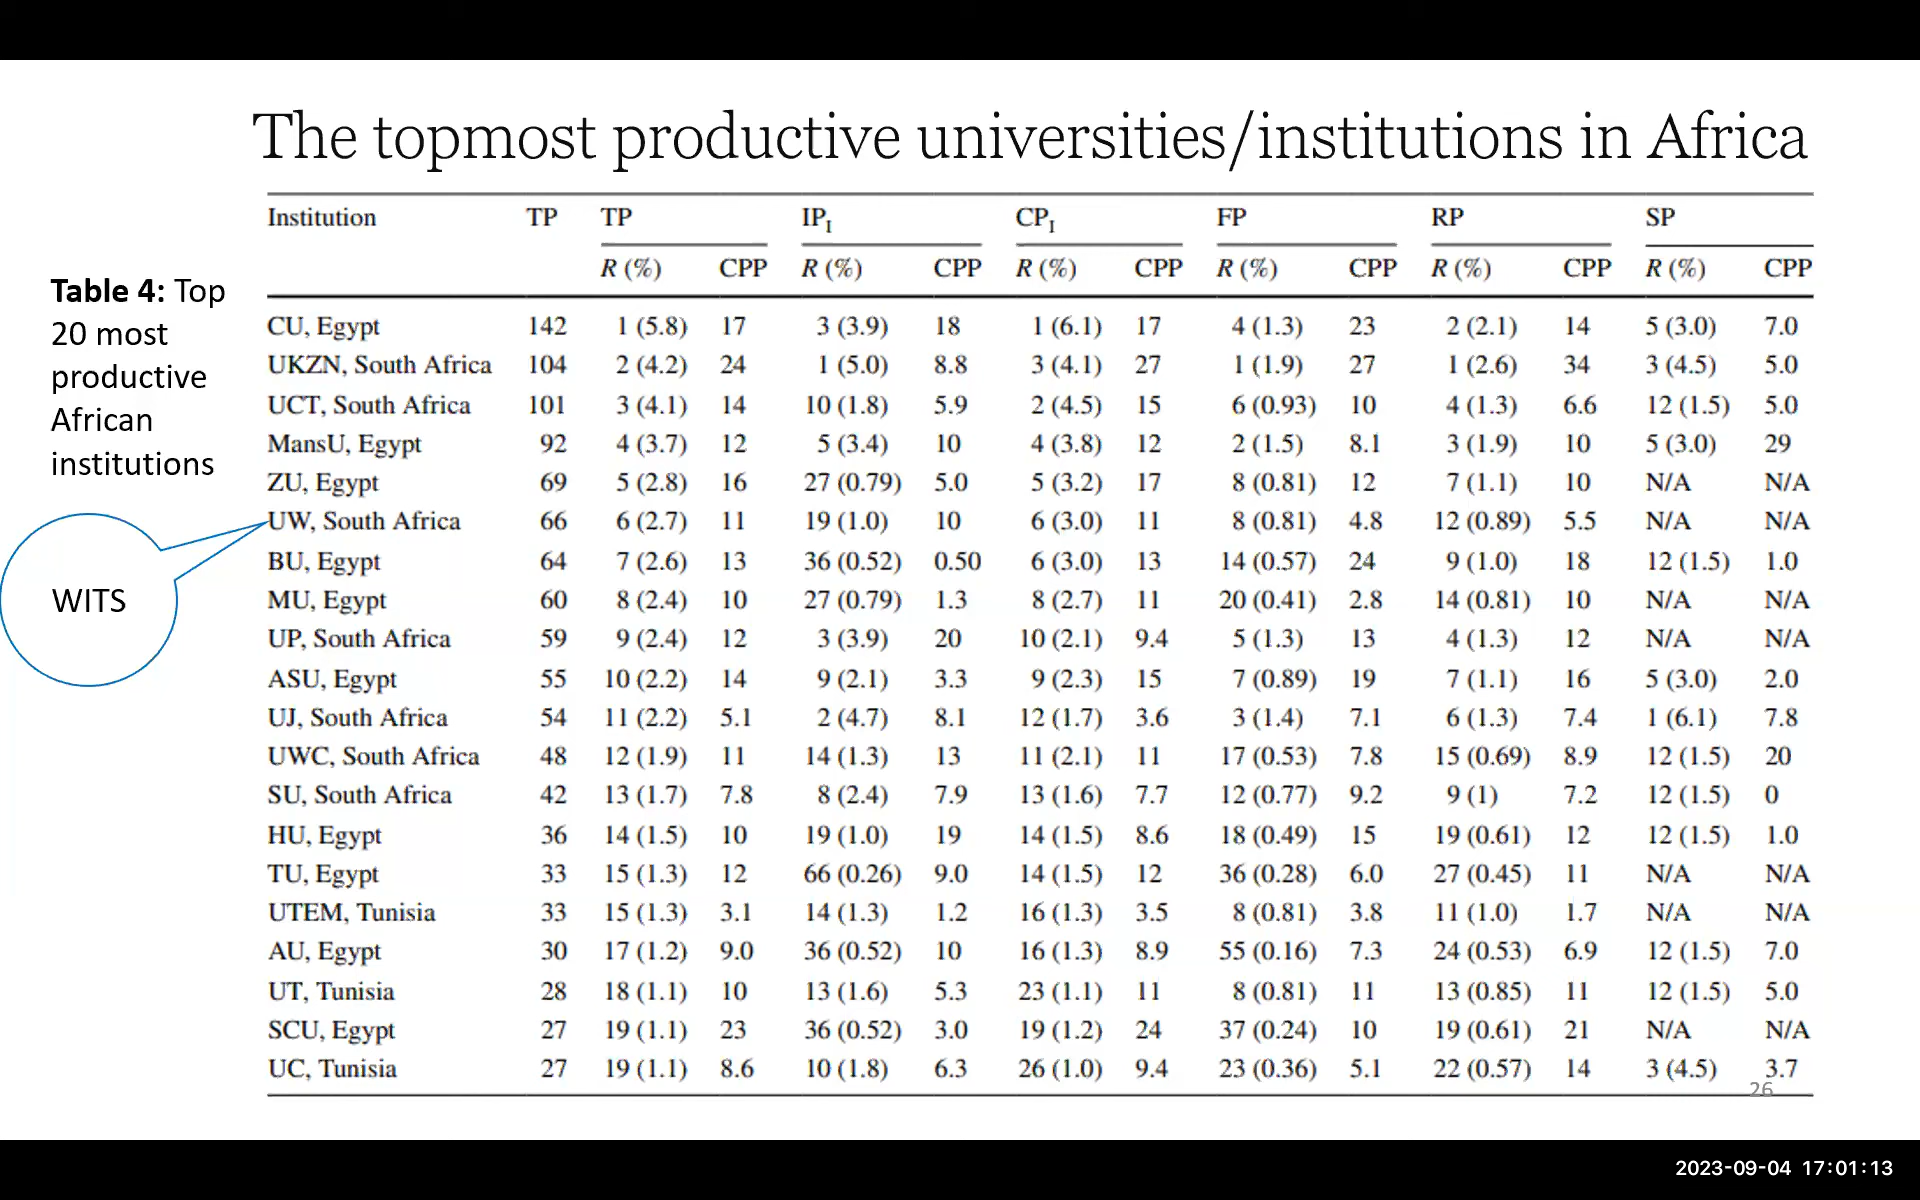 The topmost productive universities/institutions in Africa
Table 4: Top
20 most
productive
African
institutions
WITS
Institution TP TP IPI CPI FP RP SP
R (%) CPP R (%) CPP R (%) CPP R (%) CPP R (%) CPP R (%) CPP
CU, Egypt 142 1 (5.8) 17 3 (3.9) 18 1 (6.1) 17 4 (1.3) 23 2 (2.1) 14 5 (3.0) 7.0
UKZN, South Africa 104 2 (4.2) 24 1 (5.0) 8.8 3 (4.1) 27 1 (1.9) 27 1 (2.6) 34 3 (4.5) 5.0
UCT, South Africa 101 3 (4.1) 14 10 (1.8) 5.9 2 (4.5) 15 6 (0.93) 10 4 (1.3) 6.6 12 (1.5) 5.0
MansU, Egypt 92 4 (3.7) 12 5 (3.4) 10 4 (3.8) 12 2 (1.5) 8.1 3 (1.9) 10 5 (3.0) 29
ZU, Egypt 69 5 (2.8) 16 27 (0.79) 5.0 5 (3.2) 17 8 (0.81) 12 7 (1.1) 10 N/A N/A
UW, South Africa 66 6 (2.7) 11 19 (1.0) 10 6 (3.0) 11 8 (0.81) 4.8 12 (0.89) 5.5 N/A N/A
BU, Egypt 64 7 (2.6) 13 36 (0.52) 0.50 6 (3.0) 13 14 (0.57) 24 9 (1.0) 18 12 (1.5) 1.0
MU, Egypt 60 8 (2.4) 10 27 (0.79) 1.3 8 (2.7) 11 20 (0.41) 2.8 14 (0.81) 10 N/A N/A
UP, South Africa 59 9 (2.4) 12 3 (3.9) 20 10 (2.1) 9.4 5 (1.3) 13 4 (1.3) 12 N/A N/A
ASU, Egypt 55 10 (2.2) 14 9 (2.1) 3.3 9 (2.3) 15 7 (0.89) 19 7 (1.1) 16 5 (3.0) 2.0
UJ, South Africa 54 11 (2.2) 5.1 2 (4.7) 8.1 12 (1.7) 3.6 3 (1.4) 7.1 6 (1.3) 7.4 1 (6.1) 7.8
UWC, South Africa 48 12 (1.9) 11 14 (1.3) 13 11 (2.1) 11 17 (0.53) 7.8 15 (0.69) 8.9 12 (1.5) 20
SU, South Africa 42 13 (1.7) 7.8 8 (2.4) 7.9 13 (1.6) 7.7 12 (0.77) 9.2 9 (1) 7.2 12 (1.5) 0
HU, Egypt 36 14 (1.5) 10 19 (1.0) 19 14 (1.5) 8.6 18 (0.49) 15 19 (0.61) 12 12 (1.5) 1.0
TU, Egypt 33 15 (1.3) 12 66 (0.26) 9.0 14 (1.5) 12 36 (0.28) 6.0 27 (0.45) 11 N/A N/A
UTEM, Tunisia 33 15 (1.3) 3.1 14 (1.3) 1.2 16 (1.3) 3.5 8 (0.81) 3.8 11 (1.0) 1.7 N/A N/A
AU, Egypt 30 17 (1.2) 9.0 36 (0.52) 10 16 (1.3) 8.9 55 (0.16) 7.3 24 (0.53) 6.9 12 (1.5) 7.0
UT, Tunisia 28 18 (1.1) 10 13 (1.6) 5.3 23 (1.1) 11 8 (0.81) 11 13 (0.85) 11 12 (1.5) 5.0
SCU, Egypt 27 19 (1.1) 23 36 (0.52) 3.0 19 (1.2) 24 37 (0.24) 10 19 (0.61) 21 N/A N/A
UC, Tunisia 27 19 (1.1) 8.6 10 (1.8) 6.3 26 (1.0) 9.4 23 (0.36) 5.1 22 (0.57) 14 3 (4.5) 3.7
26
2023-09-04 17:01:13